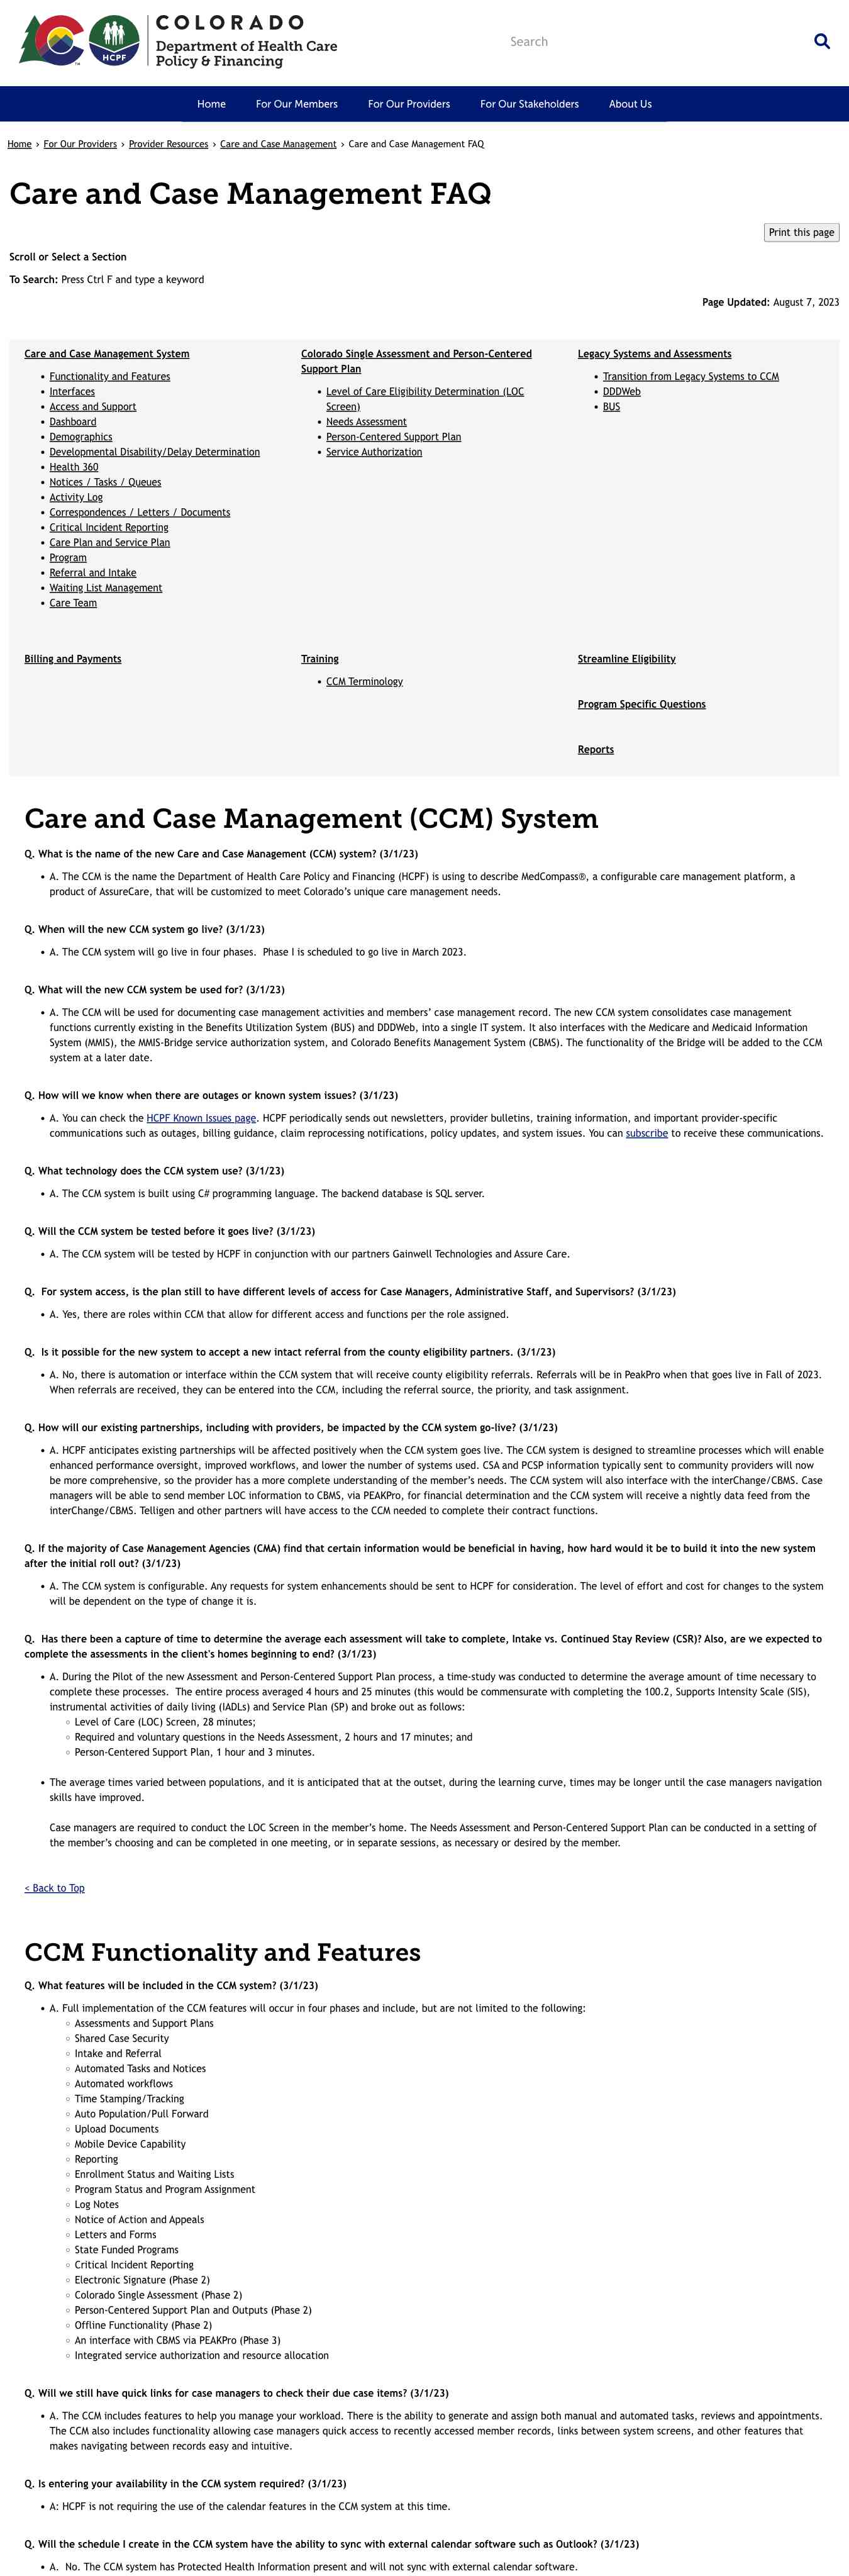 COLORADO
Department of Health Care
Policy & Financing
HCPF
TM
Search
Home
For Our Members
For Our Providers
For Our Stakeholders
About Us
Home › For Our Providers › Provider Resources › Care and Case Management › Care and Case Management FAQ
Care and Case Management FAQ
Print this page
Scroll or Select a Section
To Search: Press Ctrl F and type a keyword
Page Updated: August 7, 2023
Care and Case Management System
• Functionality and Features
• Interfaces
• Access and Support
• Dashboard
• Demographics
• Developmental Disability/Delay Determination
• Health 360
• Notices / Tasks / Queues
• Activity Log
• Correspondences / Letters / Documents
• Critical Incident Reporting
• Care Plan and Service Plan
• Program
• Referral and Intake
• Waiting List Management
• Care Team
Colorado Single Assessment and Person-Centered
Support Plan
• Level of Care Eligibility Determination (LOC
Screen)
• Needs Assessment
• Person-Centered Support Plan
• Service Authorization
Legacy Systems and Assessments
• Transition from Legacy Systems to CCM
• DDDWeb
• BUS
Billing and Payments
Training
• CCM Terminology
Streamline Eligibility
Program Specific Questions
Reports
Care and Case Management (CCM) System
Q. What is the name of the new Care and Case Management (CCM) system? (3/1/23)
• A. The CCM is the name the Department of Health Care Policy and Financing (HCPF) is using to describe MedCompass®, a configurable care management platform, a
product of AssureCare, that will be customized to meet Colorado's unique care management needs.
Q. When will the new CCM system go live? (3/1/23)
• A. The CCM system will go live in four phases.  Phase I is scheduled to go live in March 2023.
Q. What will the new CCM system be used for? (3/1/23)
• A. The CCM will be used for documenting case management activities and members' case management record. The new CCM system consolidates case management
functions currently existing in the Benefits Utilization System (BUS) and DDDWeb, into a single IT system. It also interfaces with the Medicare and Medicaid Information
System (MMIS), the MMIS-Bridge service authorization system, and Colorado Benefits Management System (CBMS). The functionality of the Bridge will be added to the CCM
system at a later date.
Q. How will we know when there are outages or known system issues? (3/1/23)
• A. You can check the HCPF Known Issues page. HCPF periodically sends out newsletters, provider bulletins, training information, and important provider-specific
communications such as outages, billing guidance, claim reprocessing notifications, policy updates, and system issues. You can subscribe to receive these communications.
Q. What technology does the CCM system use? (3/1/23)
• A. The CCM system is built using C# programming language. The backend database is SQL server.
Q. Will the CCM system be tested before it goes live? (3/1/23)
• A. The CCM system will be tested by HCPF in conjunction with our partners Gainwell Technologies and Assure Care.
Q.  For system access, is the plan still to have different levels of access for Case Managers, Administrative Staff, and Supervisors? (3/1/23)
• A. Yes, there are roles within CCM that allow for different access and functions per the role assigned.
Q.  Is it possible for the new system to accept a new intact referral from the county eligibility partners. (3/1/23)
• A. No, there is automation or interface within the CCM system that will receive county eligibility referrals. Referrals will be in PeakPro when that goes live in Fall of 2023.
When referrals are received, they can be entered into the CCM, including the referral source, the priority, and task assignment.
Q. How will our existing partnerships, including with providers, be impacted by the CCM system go-live? (3/1/23)
• A. HCPF anticipates existing partnerships will be affected positively when the CCM system goes live. The CCM system is designed to streamline processes which will enable
enhanced performance oversight, improved workflows, and lower the number of systems used. CSA and PCSP information typically sent to community providers will now
be more comprehensive, so the provider has a more complete understanding of the member's needs. The CCM system will also interface with the interChange/CBMS. Case
managers will be able to send member LOC information to CBMS, via PEAKPro, for financial determination and the CCM system will receive a nightly data feed from the
interChange/CBMS. Telligen and other partners will have access to the CCM needed to complete their contract functions.
Q. If the majority of Case Management Agencies (CMA) find that certain information would be beneficial in having, how hard would it be to build it into the new system
after the initial roll out? (3/1/23)
• A. The CCM system is configurable. Any requests for system enhancements should be sent to HCPF for consideration. The level of effort and cost for changes to the system
will be dependent on the type of change it is.
Q.  Has there been a capture of time to determine the average each assessment will take to complete, Intake vs. Continued Stay Review (CSR)? Also, are we expected to
complete the assessments in the client's homes beginning to end? (3/1/23)
• A. During the Pilot of the new Assessment and Person-Centered Support Plan process, a time-study was conducted to determine the average amount of time necessary to
complete these processes.  The entire process averaged 4 hours and 25 minutes (this would be commensurate with completing the 100.2, Supports Intensity Scale (SIS),
instrumental activities of daily living (IADLs) and Service Plan (SP) and broke out as follows:
○ Level of Care (LOC) Screen, 28 minutes;
○ Required and voluntary questions in the Needs Assessment, 2 hours and 17 minutes; and
○ Person-Centered Support Plan, 1 hour and 3 minutes.
• The average times varied between populations, and it is anticipated that at the outset, during the learning curve, times may be longer until the case managers navigation
skills have improved.
Case managers are required to conduct the LOC Screen in the member's home. The Needs Assessment and Person-Centered Support Plan can be conducted in a setting of
the member's choosing and can be completed in one meeting, or in separate sessions, as necessary or desired by the member.
< Back to Top
CCM Functionality and Features
Q. What features will be included in the CCM system? (3/1/23)
• A. Full implementation of the CCM features will occur in four phases and include, but are not limited to the following:
○ Assessments and Support Plans
○ Shared Case Security
○ Intake and Referral
○ Automated Tasks and Notices
○ Automated workflows
○ Time Stamping/Tracking
○ Auto Population/Pull Forward
○ Upload Documents
○ Mobile Device Capability
○ Reporting
○ Enrollment Status and Waiting Lists
○ Program Status and Program Assignment
○ Log Notes
○ Notice of Action and Appeals
○ Letters and Forms
○ State Funded Programs
○ Critical Incident Reporting
○ Electronic Signature (Phase 2)
○ Colorado Single Assessment (Phase 2)
○ Person-Centered Support Plan and Outputs (Phase 2)
○ Offline Functionality (Phase 2)
○ An interface with CBMS via PEAKPro (Phase 3)
○ Integrated service authorization and resource allocation
Q. Will we still have quick links for case managers to check their due case items? (3/1/23)
• A. The CCM includes features to help you manage your workload. There is the ability to generate and assign both manual and automated tasks, reviews and appointments.
The CCM also includes functionality allowing case managers quick access to recently accessed member records, links between system screens, and other features that
makes navigating between records easy and intuitive.
Q. Is entering your availability in the CCM system required? (3/1/23)
• A: HCPF is not requiring the use of the calendar features in the CCM system at this time.
Q. Will the schedule I create in the CCM system have the ability to sync with external calendar software such as Outlook? (3/1/23)
• A.  No. The CCM system has Protected Health Information present and will not sync with external calendar software.